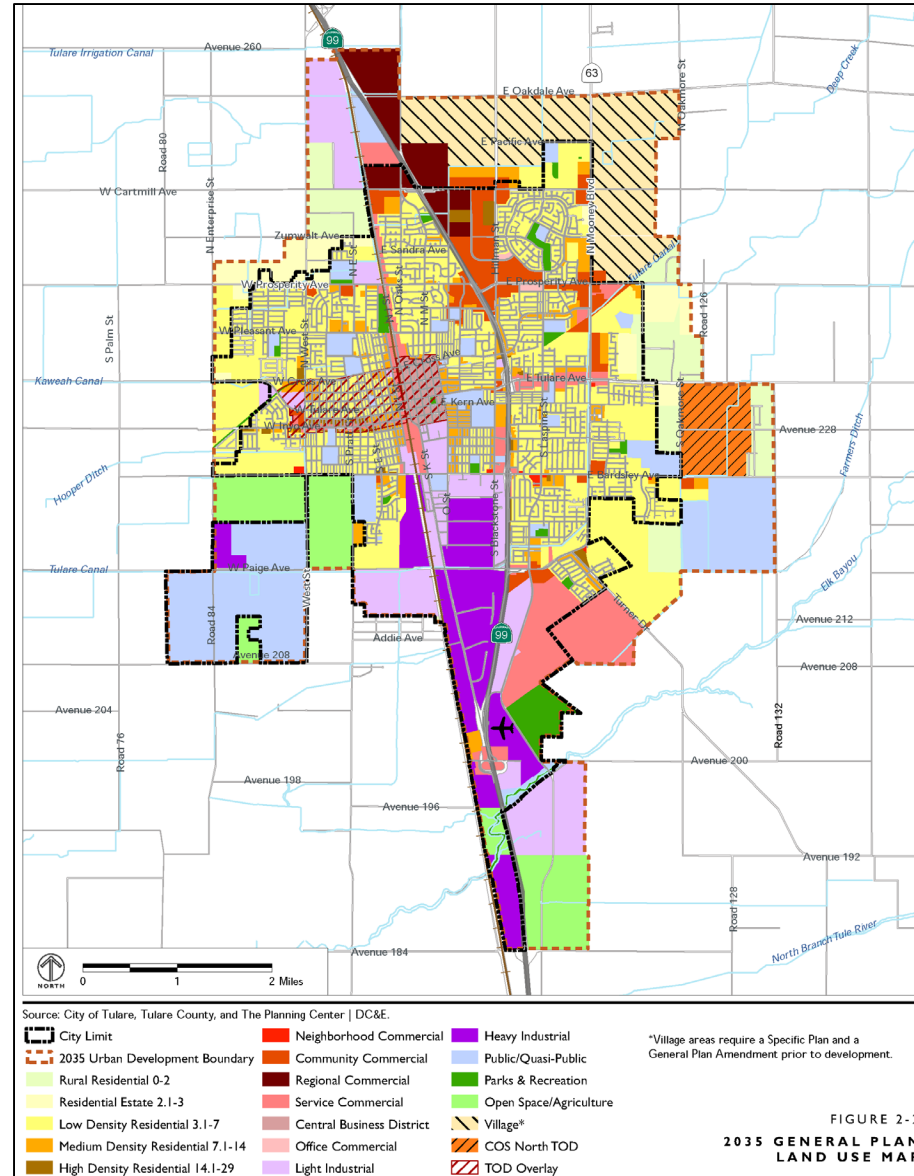 99
Tulare Irrigation Canal
Avenue 260
63
Deep Creek
E Oakdale Ave
N Oakmore St
Road 80
E Pacific Ave
W Cartmill Ave
N Enterprise St
N Mooney Blvd
Hillman St
Zumwalt Ave
N E St
E Sandra Ave
Tulare Canal
W Prosperity Ave
E Prosperity Ave
N J St
N Oaks St
N M St
Road 126
S Palm St
W Pleasant Ave
N West St
Kaweah Canal
W Cross Ave
E Tulare Ave
W Tulare Ave
E Kern Ave
S Oakmore St
Avenue 228
W Inyo Ave
S Pratt St
Farmers Ditch
Hooper Ditch
S K St
O St
E Bardsley Ave
S Blackstone St
Tulare Canal
W Paige Ave
West St
Elk Bayou
Road 84
Turner Dr
Avenue 212
Addie Ave
99
Avenue 208
Avenue 208
Avenue 204
Road 132
Road 76
Avenue 200
Avenue 198
Avenue 196
Avenue 192
Road 128
North Branch Tule River
Avenue 184
NORTH
0 1 2 Miles
Source: City of Tulare, Tulare County, and The Planning Center | DC&E.
City Limit
2035 Urban Development Boundary
Rural Residential 0-2
Residential Estate 2.1-3
Low Density Residential 3.1-7
Medium Density Residential 7.1-14
High Density Residential 14.1-29
Neighborhood Commercial
Community Commercial
Regional Commercial
Service Commercial
Central Business District
Office Commercial
Light Industrial
Heavy Industrial
Public/Quasi-Public
Parks & Recreation
Open Space/Agriculture
Village*
COS North TOD
TOD Overlay
*Village areas require a Specific Plan and a
General Plan Amendment prior to development.
FIGURE 2-
2035 GENERAL PLAN
LAND USE MAP